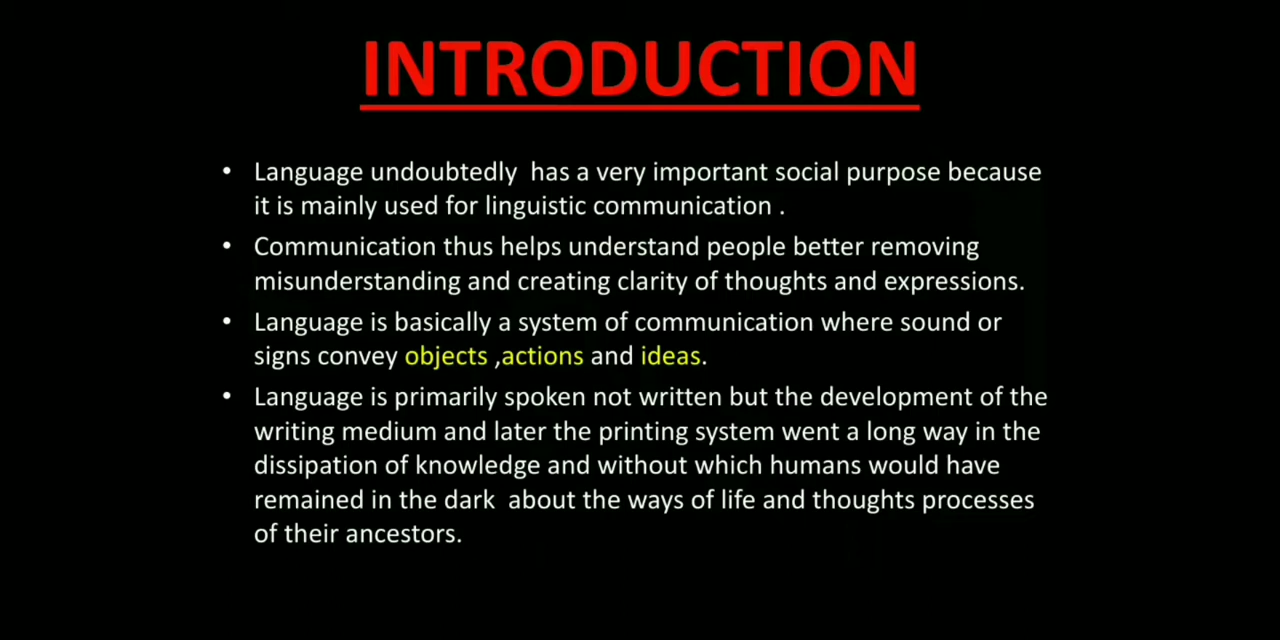 INTRODUCTION
• Language undoubtedly  has a very important social purpose because
it is mainly used for linguistic communication .
• Communication thus helps understand people better removing
misunderstanding and creating clarity of thoughts and expressions.
• Language is basically a system of communication where sound or
signs convey objects ,actions and ideas.
• Language is primarily spoken not written but the development of the
writing medium and later the printing system went a long way in the
dissipation of knowledge and without which humans would have
remained in the dark  about the ways of life and thoughts processes
of their ancestors.